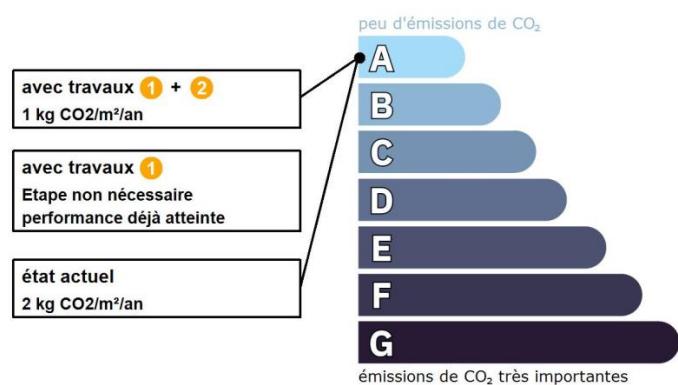 peu d'émissions de CO₂
A
B
C
D
E
F
G
émissions de CO₂ très importantes
avec travaux 1 + 2
1 kg CO2/m²/an
avec travaux 1
Etape non nécessaire
performance déjà atteinte
état actuel
2 kg CO2/m²/an